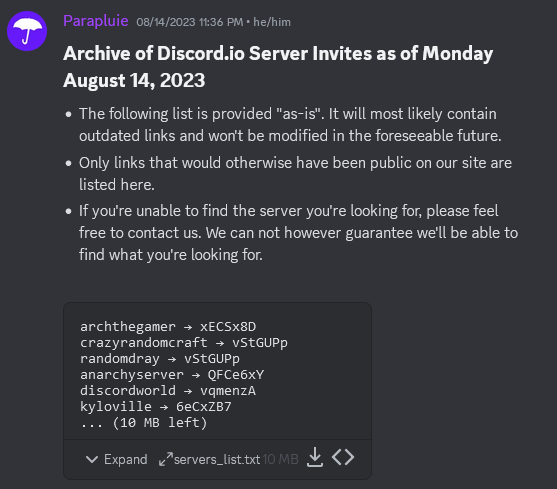 Parapluie 08/14/2023 11:36 PM • he/him
Archive of Discord.io Server Invites as of Monday
August 14, 2023
• The following list is provided "as-is". It will most likely contain
outdated links and won't be modified in the foreseeable future.
• Only links that would otherwise have been public on our site are
listed here.
• If you're unable to find the server you're looking for, please feel
free to contact us. We can not however guarantee we'll be able to
find what you're looking for.
archthegamer → xECSx8D
crazyrandomcraft → vStGUPp
randomdray → vStGUPp
anarchyserver → QFCe6xY
discordworld → vqmenzA
kyloville → 6eCxZB7
... (10 MB left)
Expand servers_list.txt 10 MB